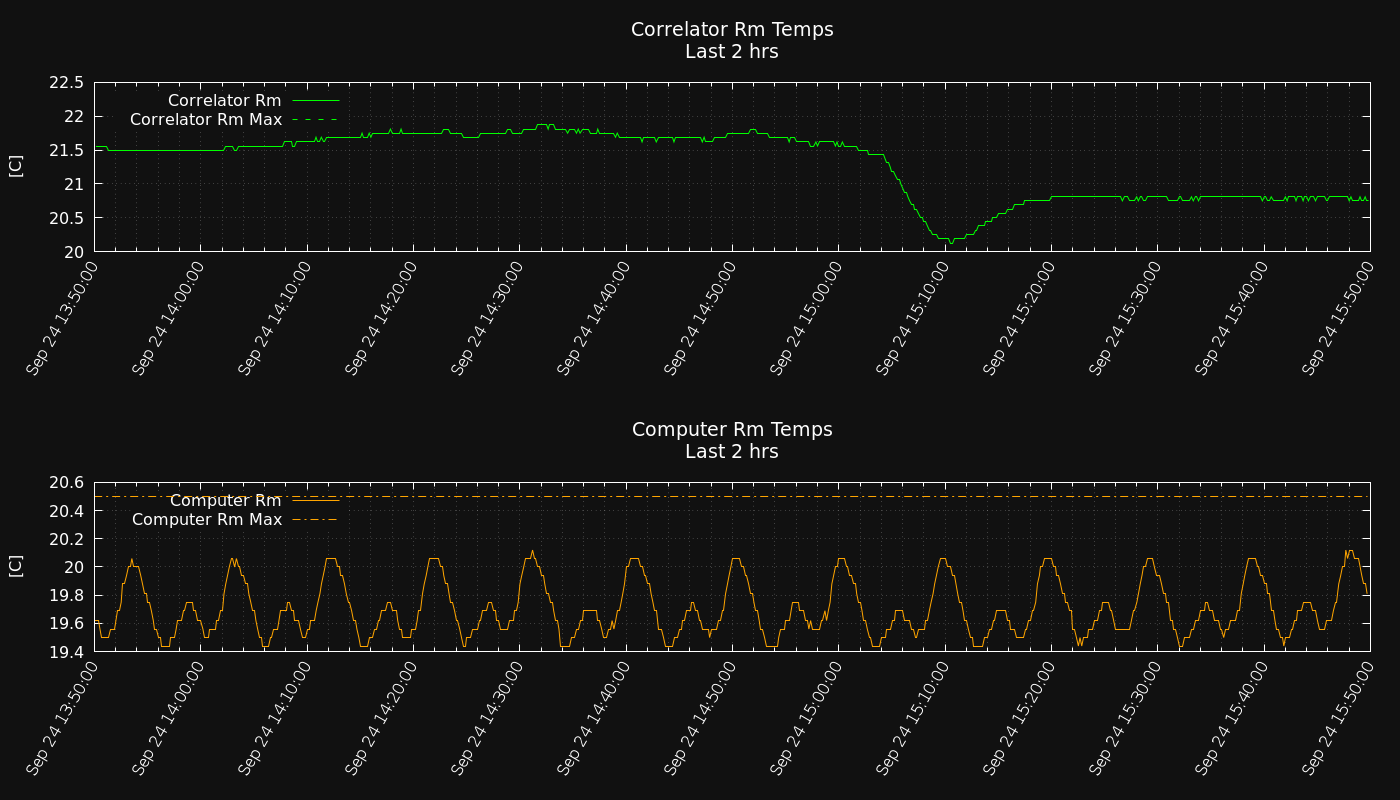 Correlator Rm Temps
Last 2 hrs
22.5
22
21.5
21
20.5
20
[C]
Correlator Rm
Correlator Rm Max
Sep 24 13:50:00
Sep 24 14:00:00
Sep 24 14:10:00
Sep 24 14:20:00
Sep 24 14:30:00
Sep 24 14:40:00
Sep 24 14:50:00
Sep 24 15:00:00
Sep 24 15:10:00
Sep 24 15:20:00
Sep 24 15:30:00
Sep 24 15:40:00
Sep 24 15:50:00
Computer Rm Temps
Last 2 hrs
20.6
20.4
20.2
20
19.8
19.6
19.4
[C]
Computer Rm
Computer Rm Max
Sep 24 13:50:00
Sep 24 14:00:00
Sep 24 14:10:00
Sep 24 14:20:00
Sep 24 14:30:00
Sep 24 14:40:00
Sep 24 14:50:00
Sep 24 15:00:00
Sep 24 15:10:00
Sep 24 15:20:00
Sep 24 15:30:00
Sep 24 15:40:00
Sep 24 15:50:00